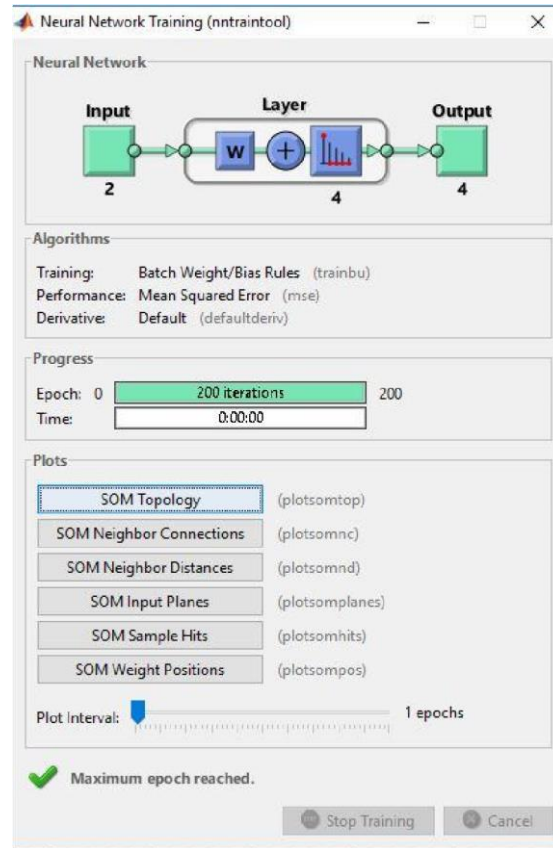 Neural Network Training (nntraintool)
Neural Network
Input
Layer
Output
W
+
2
4
4
Algorithms
Training: Batch Weight/Bias Rules (trainbu)
Performance: Mean Squared Error (mse)
Derivative: Default (defaultderiv)
Progress
Epoch: 0 200 iterations 200
Time: 0:00:00
Plots
SOM Topology (plotsomtop)
SOM Neighbor Connections (plotsomnc)
SOM Neighbor Distances (plotsomnd)
SOM Input Planes (plotsomplanes)
SOM Sample Hits (plotsomhits)
SOM Weight Positions (plotsompos)
Plot Interval: 1 epochs
Maximum epoch reached.
Stop Training Cancel